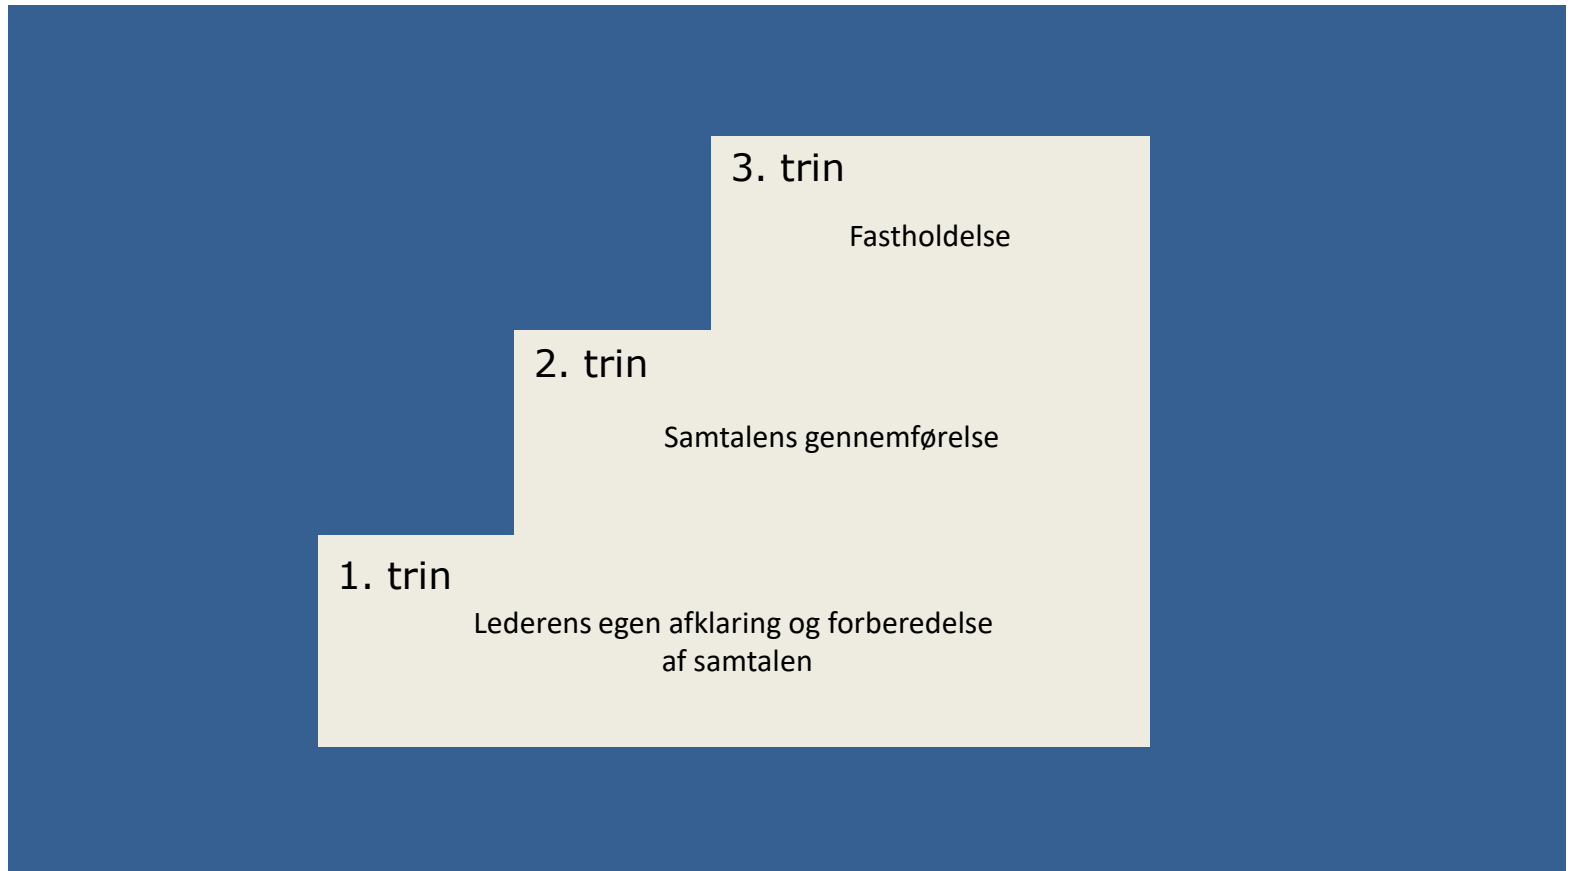 3. trin
Fastholdelse
2. trin
Samtalens gennemførelse
1. trin
Lederens egen afklaring og forberedelse
af samtalen